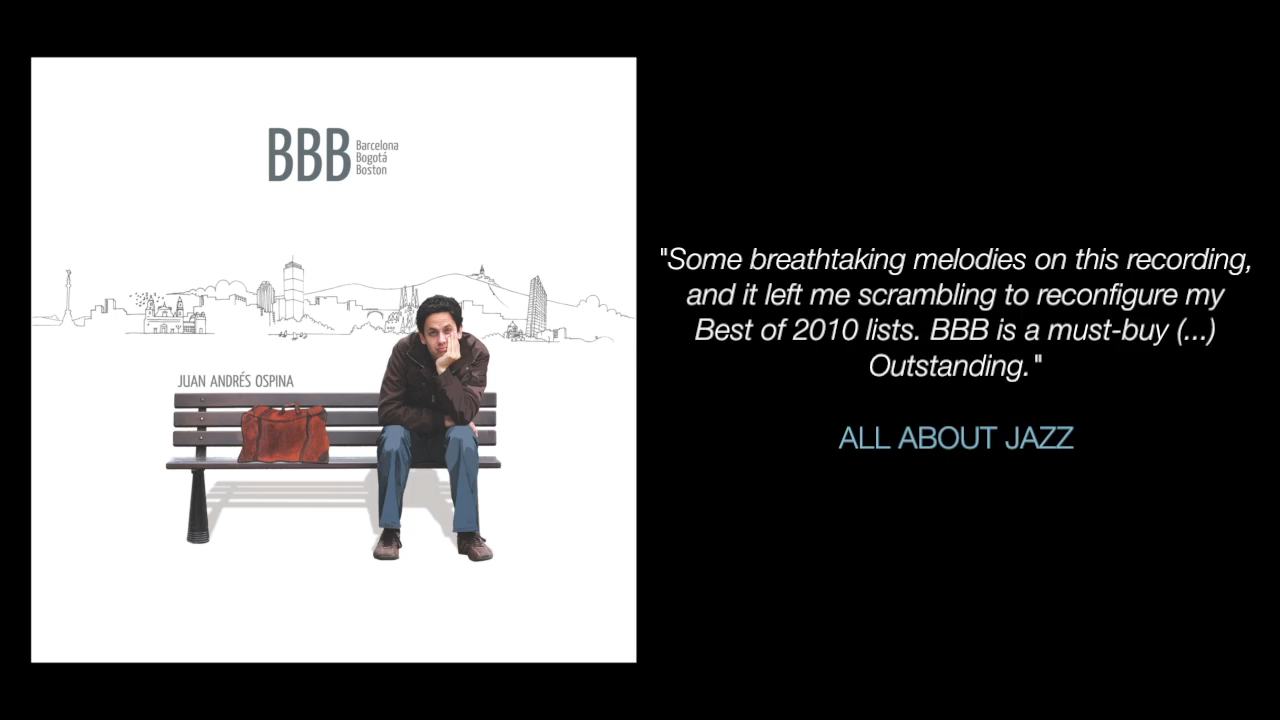 BBB
Barcelona
Bogotá
Boston
JUAN ANDRÉS OSPINA
"Some breathtaking melodies on this recording,
and it left me scrambling to reconfigure my
Best of 2010 lists. BBB is a must-buy (...)
Outstanding."
ALL ABOUT JAZZ